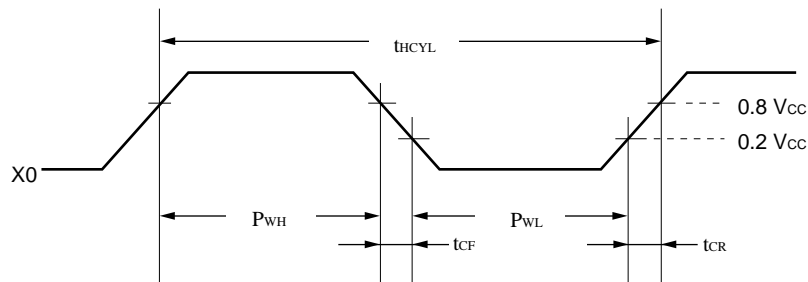 tHCYL
0.8 VCC
0.2 VCC
X0
PWH
PWL
tCF
tCR